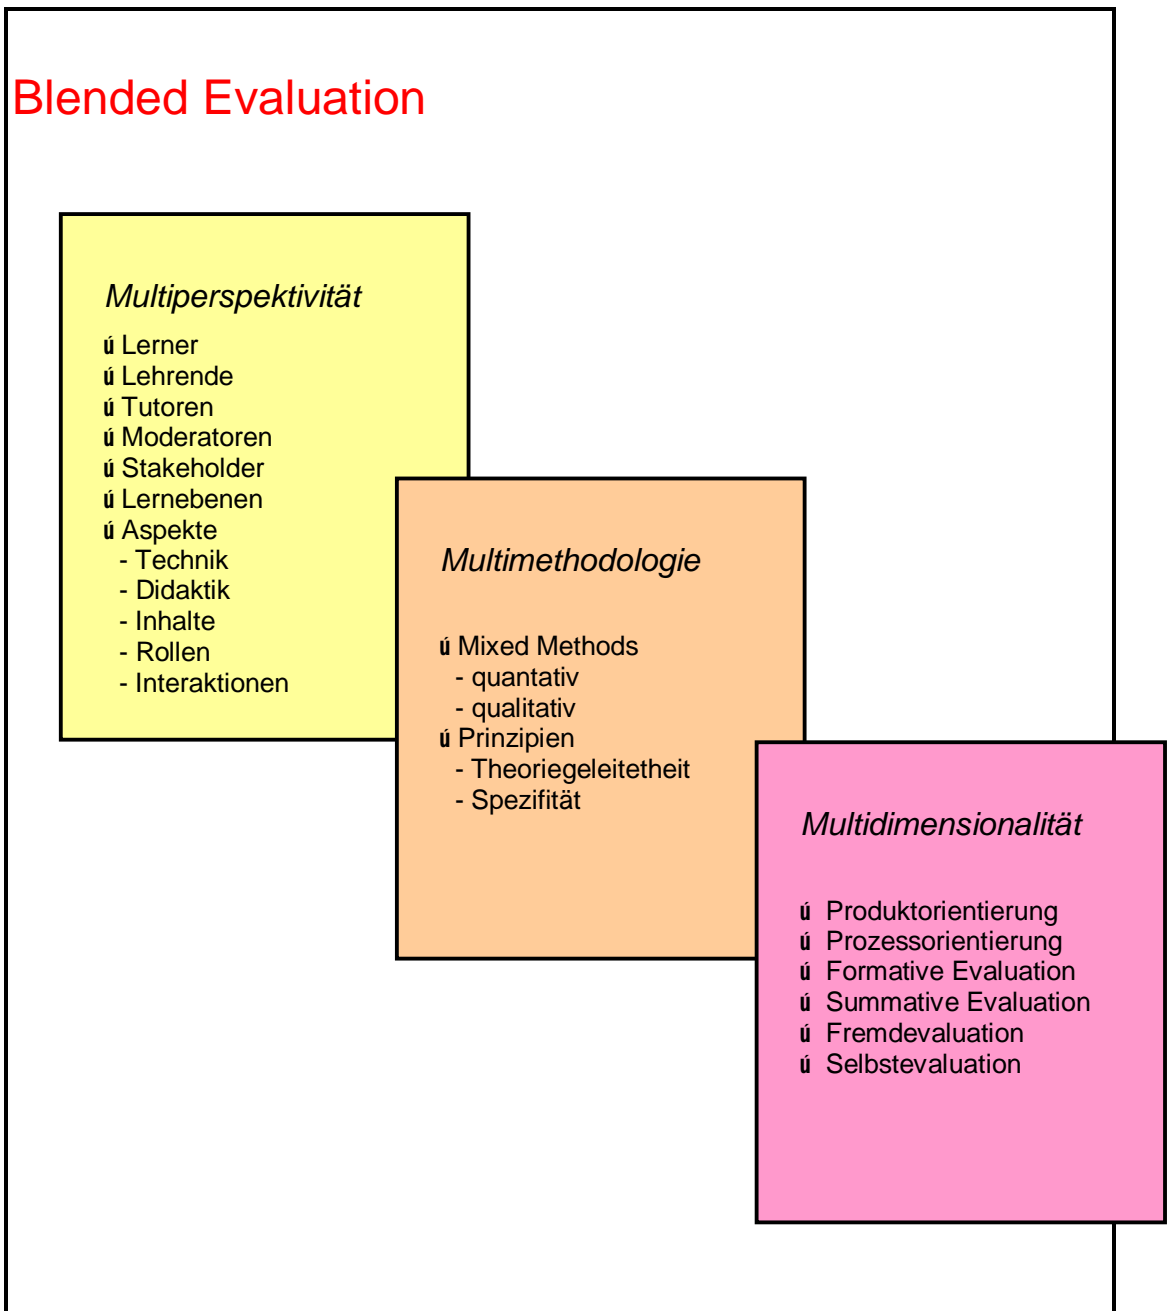 Blended Evaluation
Multiperspektivität
ú Lerner
ú Lehrende
ú Tutoren
ú Moderatoren
ú Stakeholder
ú Lernebenen
ú Aspekte
- Technik
- Didaktik
- Inhalte
- Rollen
- Interaktionen
Multimethodologie
ú Mixed Methods
- quantativ
- qualitativ
ú Prinzipien
- Theoriegeleitetheit
- Spezifität
Multidimensionalität
ú Produktorientierung
ú Prozessorientierung
ú Formative Evaluation
ú Summative Evaluation
ú Fremdevaluation
ú Selbstevaluation